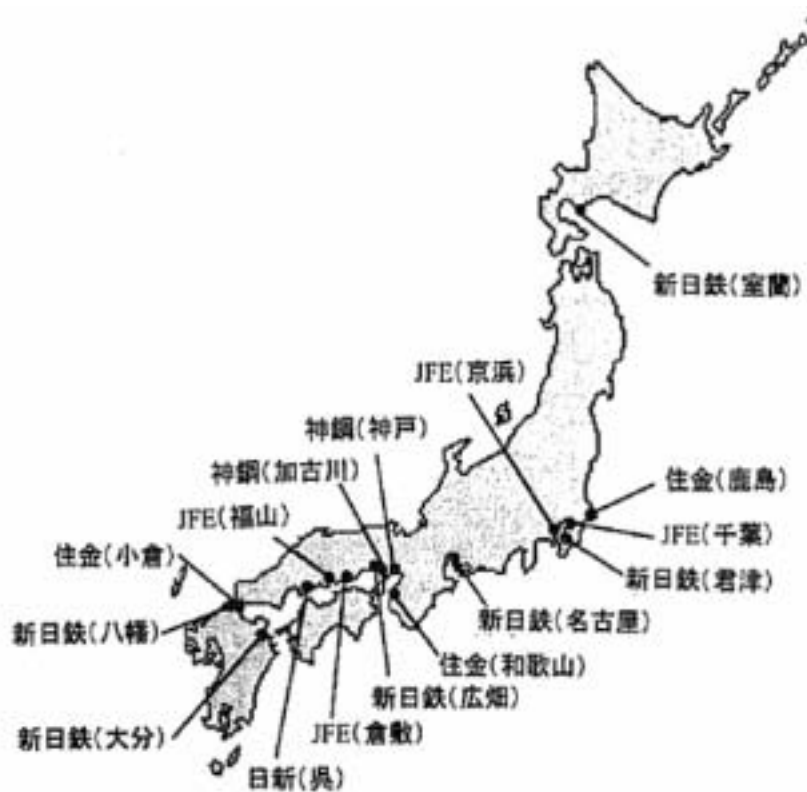 新日鉄(室蘭)
JFE(京浜)
神鋼(神戸)
神鋼(加古川)
住金(鹿島)
JFE(福山)
JFE(千葉)
住金(小倉)
新日鉄(君津)
新日鉄(八幡)
新日鉄(名古屋)
住金(和歌山)
新日鉄(広畑)
新日鉄(大分)
JFE(倉敷)
日新(呉)